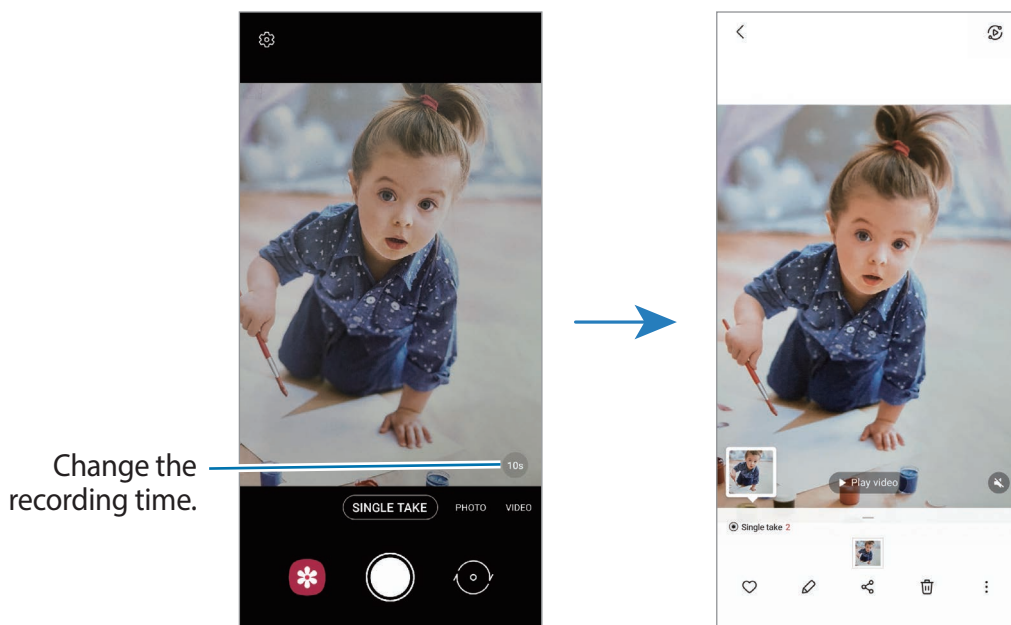 Change the
recording time.
10s
SINGLE TAKE PHOTO VIDEO
Play video
Single take 2